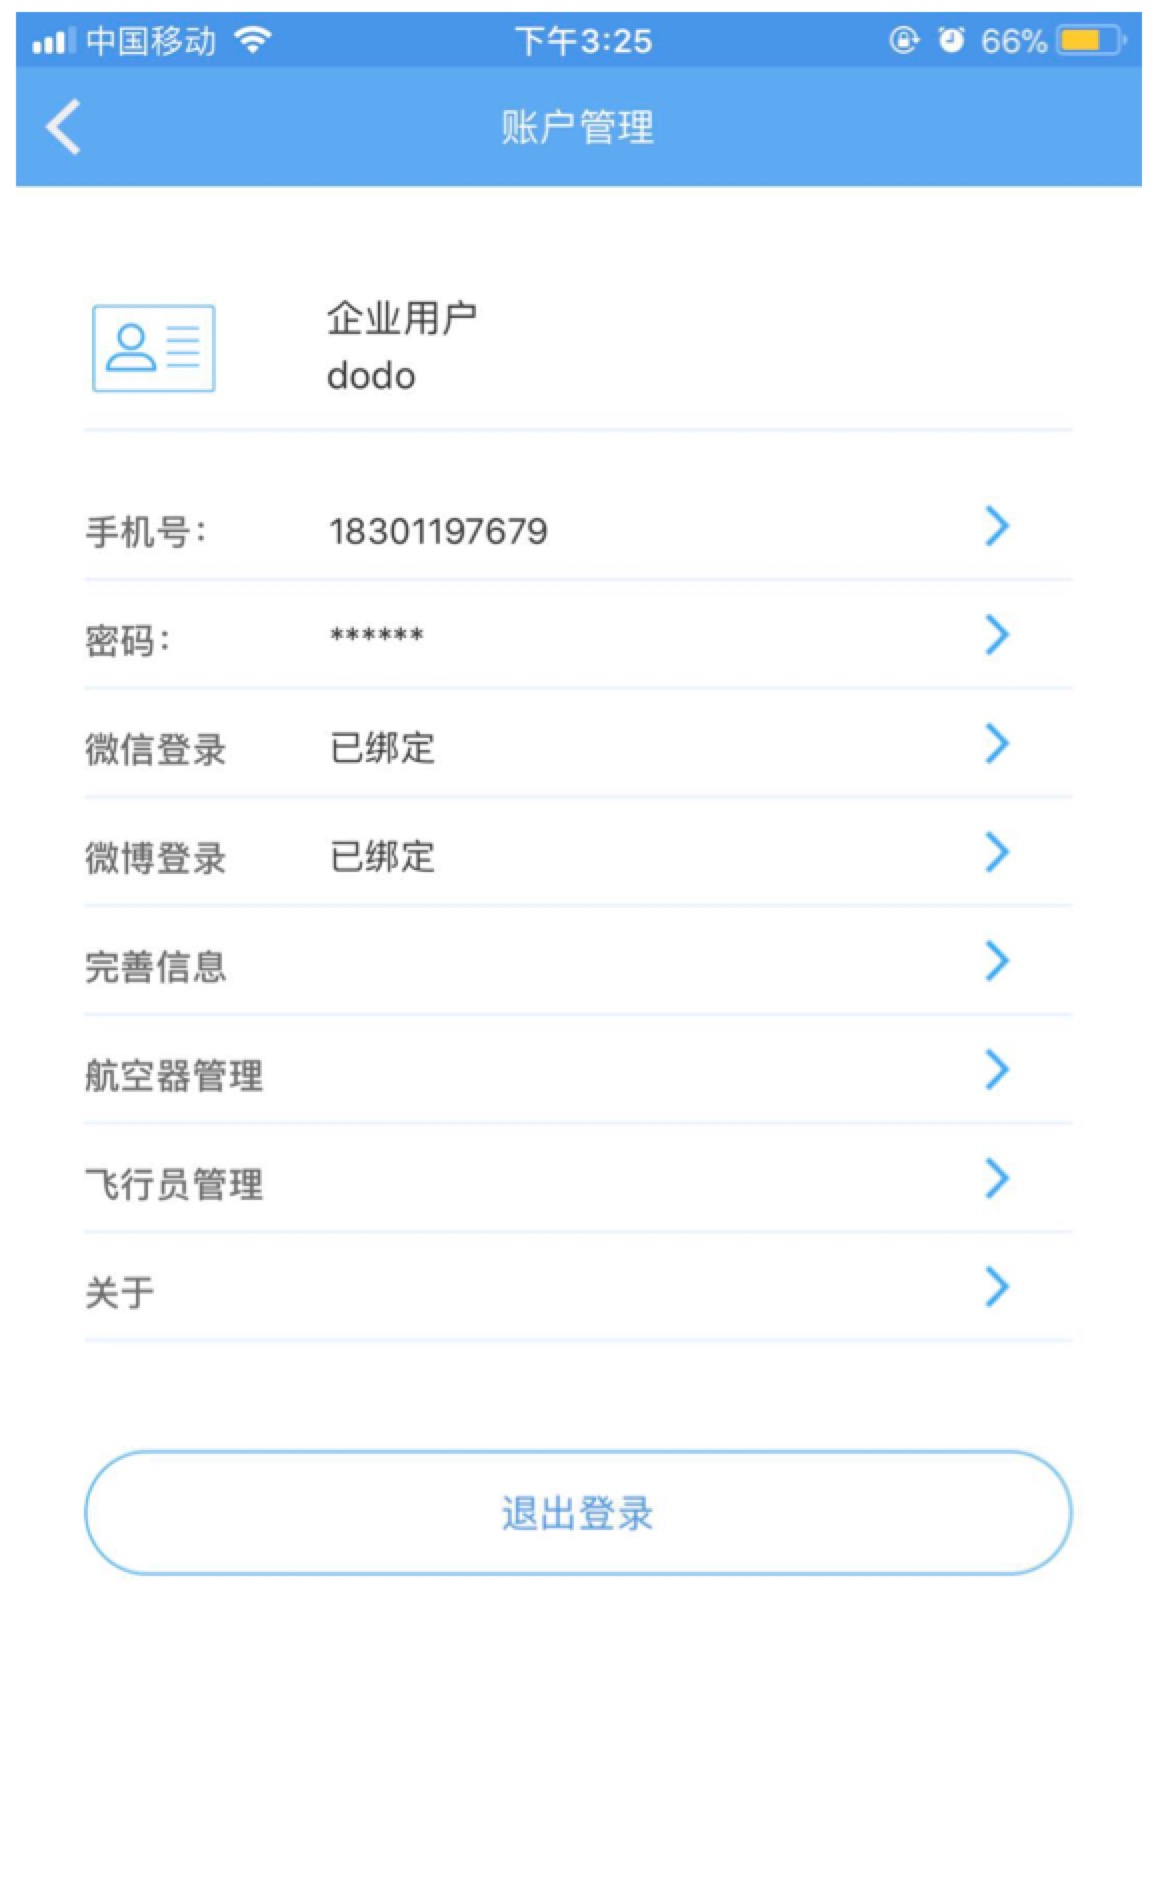 中国移动 下午3:25 66%
账户管理
企业用户
dodo
手机号： 18301197679
密码： ******
微信登录 已绑定
微博登录 已绑定
完善信息
航空器管理
飞行员管理
关于
退出登录